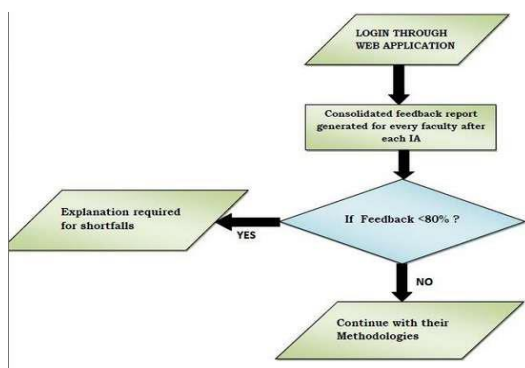 LOGIN THROUGH
WEB APPLICATION
Consolidated feedback report
generated for every faculty after
each IA
If Feedback <80% ?
YES
Explanation required
for shortfalls
NO
Continue with their
Methodologies